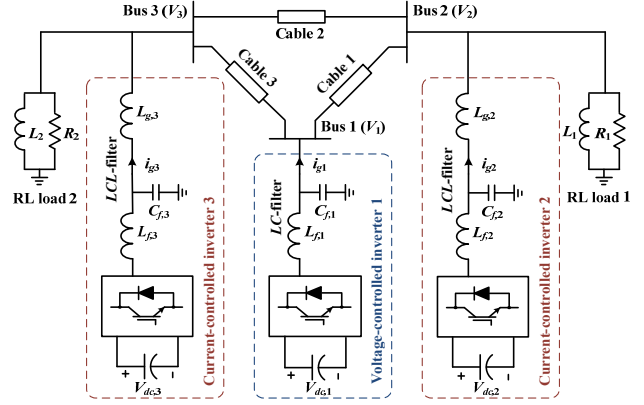 Bus 3 (V3)
Cable 2
Bus 2 (V2)
Cable 3
Cable 1
Bus 1 (V1)
L2
R2
RL load 2
Lg,3
ig3
LCL-filter
Cf,3
Lf,3
Vdc,3
+
-
Current-controlled inverter 3
ig1
LC-filter
Cf,1
Lf,1
Vdc,1
+
-
Voltage-controlled inverter 1
Lg,2
ig2
LCL-filter
Cf,2
Lf,2
Vdc,2
+
-
Current-controlled inverter 2
L1
R1
RL load 1